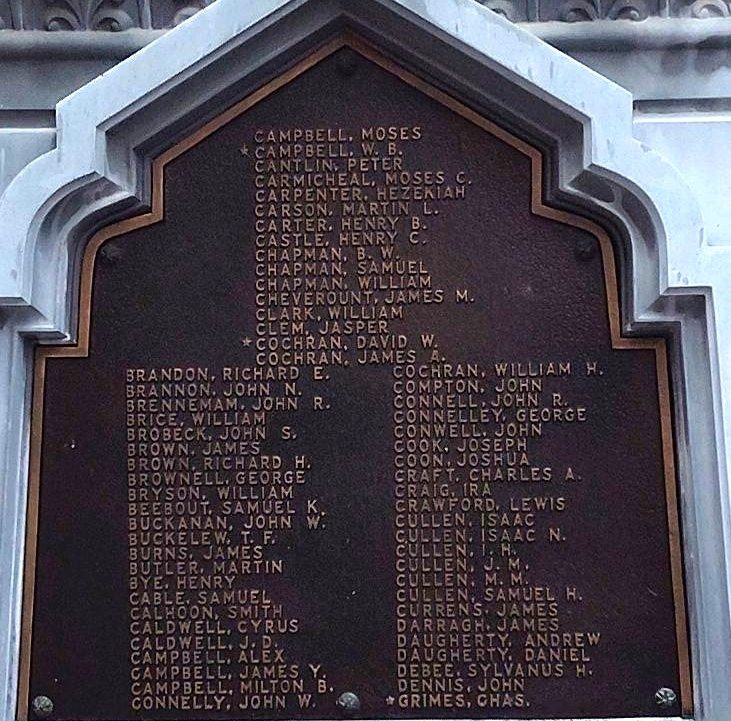 CAMPBELL, MOSES
*CAMPBELL, W. B.
CANTLIN, PETER
CARMICHEAL, MOSES C.
CARPENTER, HEZEKIAH
CARSON, MARTIN L.
CARTER, HENRY B.
CASTLE, HENRY C.
CHAPMAN, B. W.
CHAPMAN, SAMUEL
CHAPMAN, WILLIAM
CHEVEROUNT, JAMES M.
CLARK, WILLIAM
CLEM, JASPER
*COCHRAN, DAVID W.
COCHRAN, JAMES A.
BRANDON, RICHARD E.
BRANNON, JOHN N.
BRENNEMAM, JOHN R.
BRICE, WILLIAM
BROBECK, JOHN S.
BROWN, JAMES
BROWN, RICHARD H.
BROWNELL, GEORGE
BRYSON, WILLIAM
BEEBOUT, SAMUEL K.
BUCKANAN, JOHN W.
BUCKELEW, T. F.
BURNS, JAMES
BUTLER, MARTIN
BYE, HENRY
CABLE, SAMUEL
CALHOON, SMITH
CALDWELL, CYRUS
CALDWELL, J. D.
CAMPBELL, ALEX
CAMPBELL, JAMES Y.
CAMPBELL, MILTON B.
CONNELLY, JOHN W.
COCHRAN, WILLIAM H.
COMPTON, JOHN
CONNELL, JOHN R.
CONNELLEY, GEORGE
CONWELL, JOHN
COOK, JOSEPH
COON, JOSHUA
CRAFT, CHARLES A.
CRAIG, IRA
CRAWFORD, LEWIS
CULLEN, ISAAC
CULLEN, ISAAC N.
CULLEN, I. H.
CULLEN, J. M.
CULLEN, M. M.
CULLEN, SAMUEL H.
CURRENS, JAMES
DARRAGH, JAMES
DAUGHERTY, ANDREW
DAUGHERTY, DANIEL
DEBEE, SYLVANUS H.
DENNIS, JOHN
*GRIMES, CHAS.